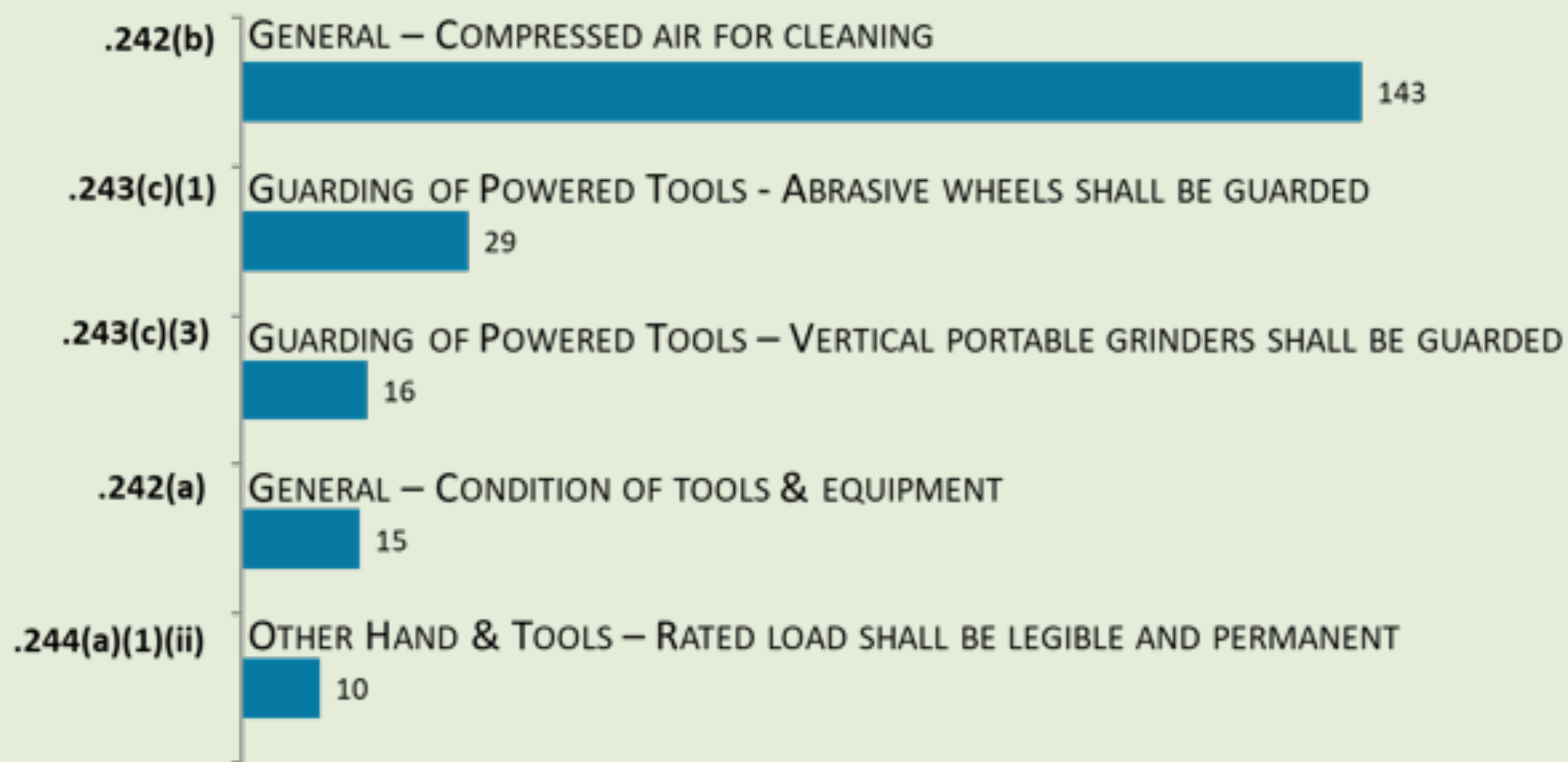 .242(b) GENERAL – COMPRESSED AIR FOR CLEANING
143
.243(c)(1) GUARDING OF POWERED TOOLS - ABRASIVE WHEELS SHALL BE GUARDED
29
.243(c)(3) GUARDING OF POWERED TOOLS – VERTICAL PORTABLE GRINDERS SHALL BE GUARDED
16
.242(a) GENERAL – CONDITION OF TOOLS & EQUIPMENT
15
.244(a)(1)(ii) OTHER HAND & TOOLS – RATED LOAD SHALL BE LEGIBLE AND PERMANENT
10